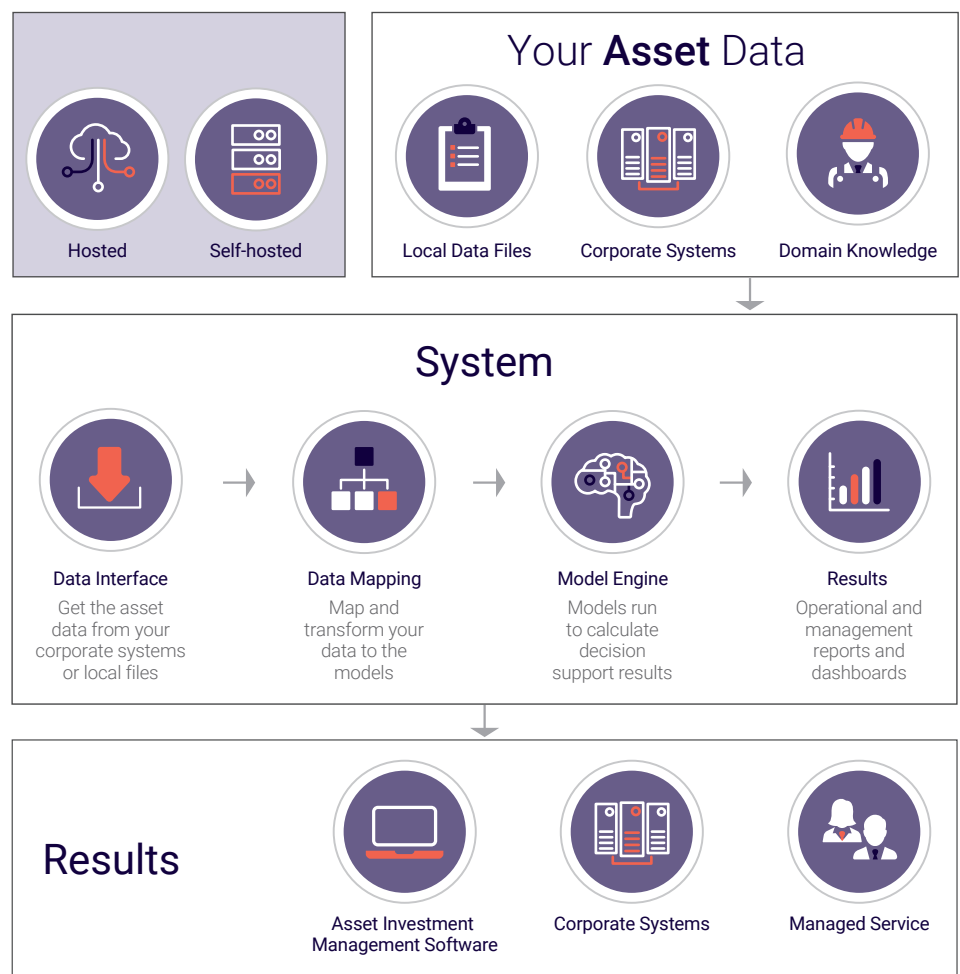 Hosted
Self-hosted
Your Asset Data
Local Data Files
Corporate Systems
Domain Knowledge
System
Data Interface
Get the asset
data from your
corporate systems
or local files
Data Mapping
Map and
transform your
data to the
models
Model Engine
Models run
to calculate
decision
support results
Results
Operational and
management
reports and
dashboards
Results
Asset Investment
Management Software
Corporate Systems
Managed Service